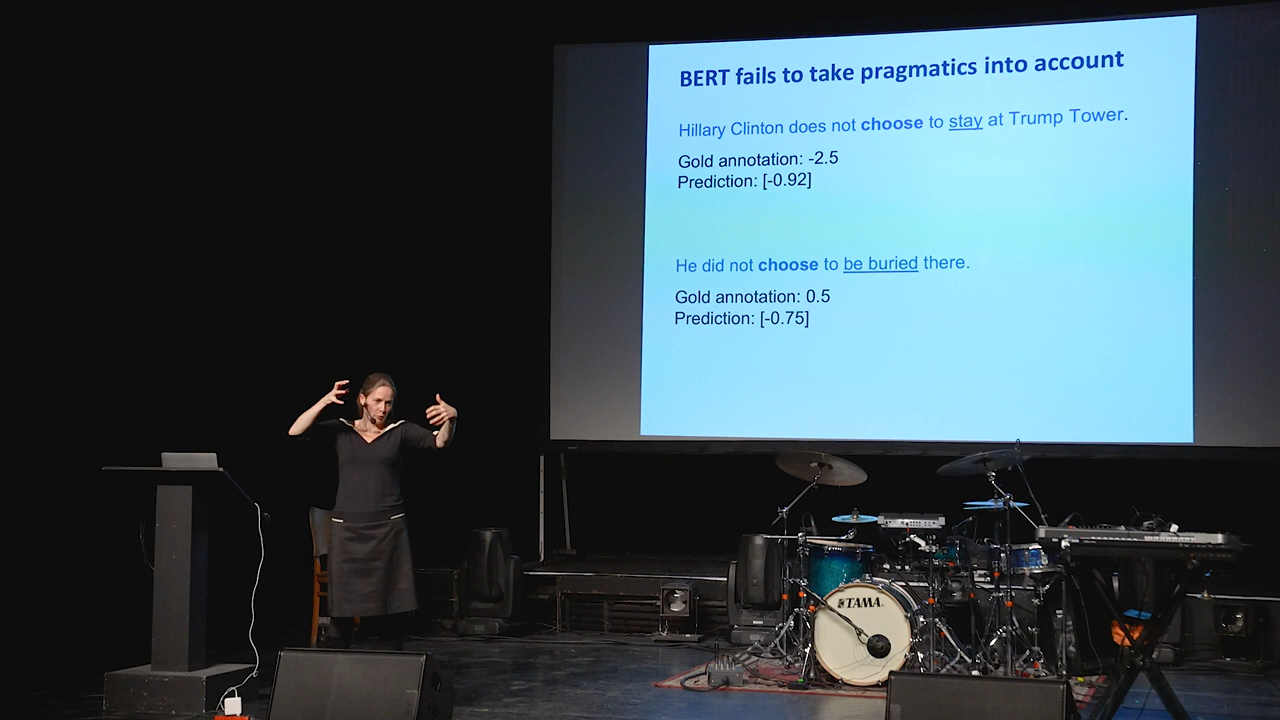 BERT fails to take pragmatics into account
Hillary Clinton does not choose to stay at Trump Tower.
Gold annotation: -2.5
Prediction: [-0.92]
He did not choose to be buried there.
Gold annotation: 0.5
Prediction: [-0.75]
TAMA